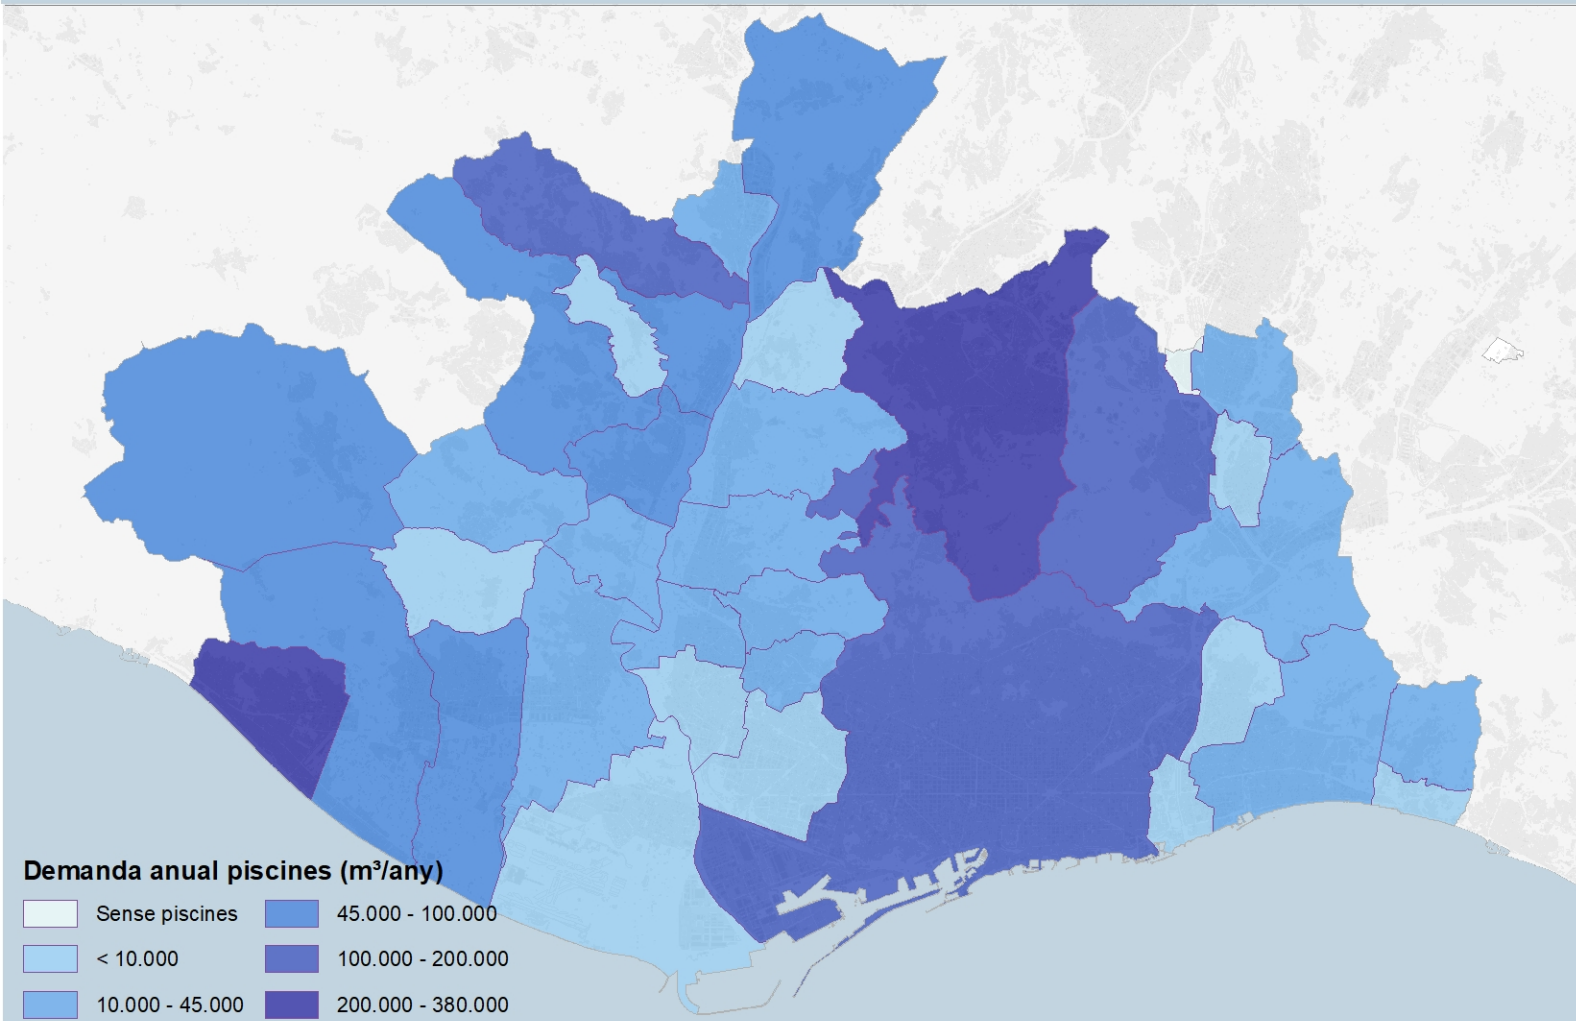 Demanda anual piscines (m³/any)
Sense piscines
< 10.000
10.000 - 45.000
45.000 - 100.000
100.000 - 200.000
200.000 - 380.000